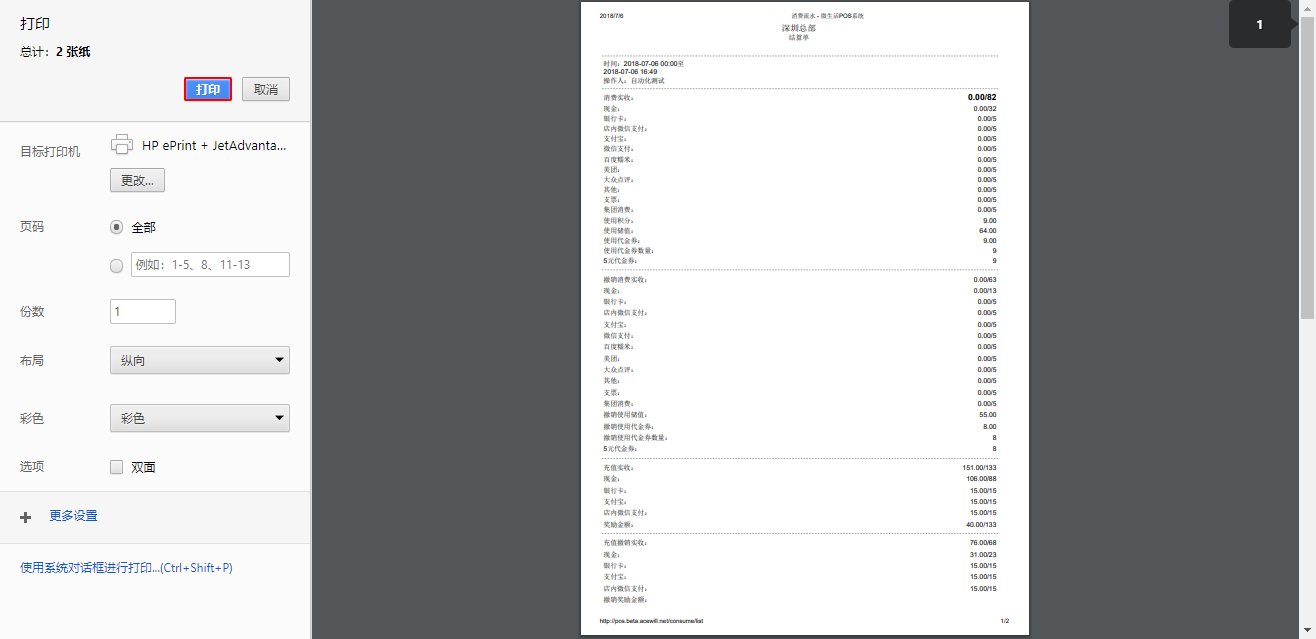 打印
总计: 2 张纸
打印
取消
目标打印机
HP ePrint + JetAdvanta...
更改...
页码
全部
例如: 1-5、8、11-13
份数
1
布局
纵向
彩色
彩色
选项
双面
更多设置
使用系统对话框进行打印...(Ctrl+Shift+P)
2018/7/6 消费流水 - 微生活POS系统
深圳总部
结算单
时间: 2018-07-06 00:00至
2018-07-06 16:49
操作人: 自动化测试
消费实收: 0.00/82
现金: 0.00/32
银行卡: 0.00/5
店内微信支付: 0.00/5
支付宝: 0.00/5
微信支付: 0.00/5
百度糯米: 0.00/5
美团: 0.00/5
大众点评: 0.00/5
其他: 0.00/5
支票: 0.00/5
集团消费: 0.00/5
使用积分: 9.00
使用储值: 64.00
使用代金券: 9.00
使用代金券数量: 9
5元代金券: 9
撤销消费实收: 0.00/63
现金: 0.00/13
银行卡: 0.00/5
店内微信支付: 0.00/5
支付宝: 0.00/5
微信支付: 0.00/5
百度糯米: 0.00/5
美团: 0.00/5
大众点评: 0.00/5
其他: 0.00/5
支票: 0.00/5
集团消费: 0.00/5
撤销使用储值: 55.00
撤销使用代金券: 8.00
撤销使用代金券数量: 8
5元代金券: 8
充值实收: 151.00/133
现金: 106.00/88
银行卡: 15.00/15
支付宝: 15.00/15
店内微信支付: 15.00/15
奖励金额: 40.00/133
充值撤销实收: 76.00/68
现金: 31.00/23
银行卡: 15.00/15
支付宝: 15.00/15
店内微信支付: 15.00/15
撤销奖励金额:
http://pos.beta.acewill.net/consume/list 1/2
1